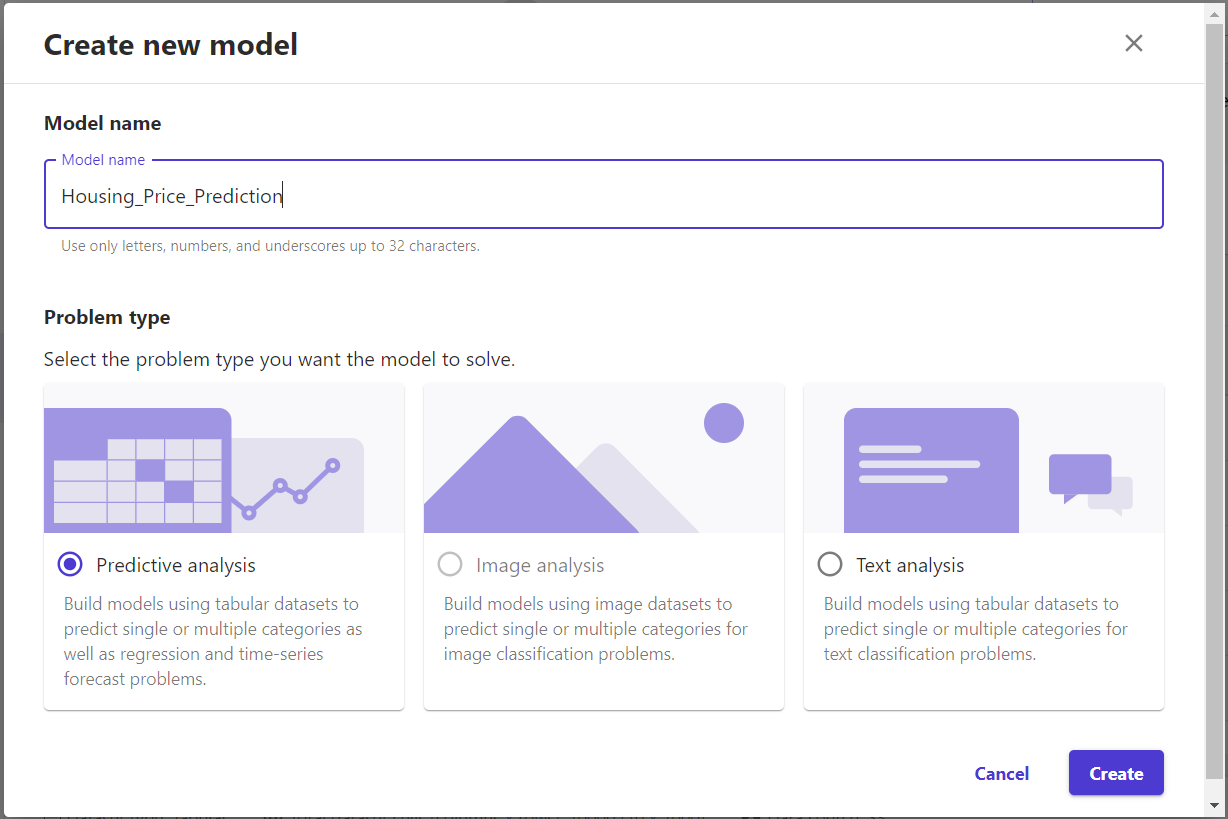 Create new model
Model name
Model name
Housing_Price_Prediction
Use only letters, numbers, and underscores up to 32 characters.
Problem type
Select the problem type you want the model to solve.
Predictive analysis
Build models using tabular datasets to
predict single or multiple categories as
well as regression and time-series
forecast problems.
Image analysis
Build models using image datasets to
predict single or multiple categories for
image classification problems.
Text analysis
Build models using tabular datasets to
predict single or multiple categories for
text classification problems.
Cancel
Create